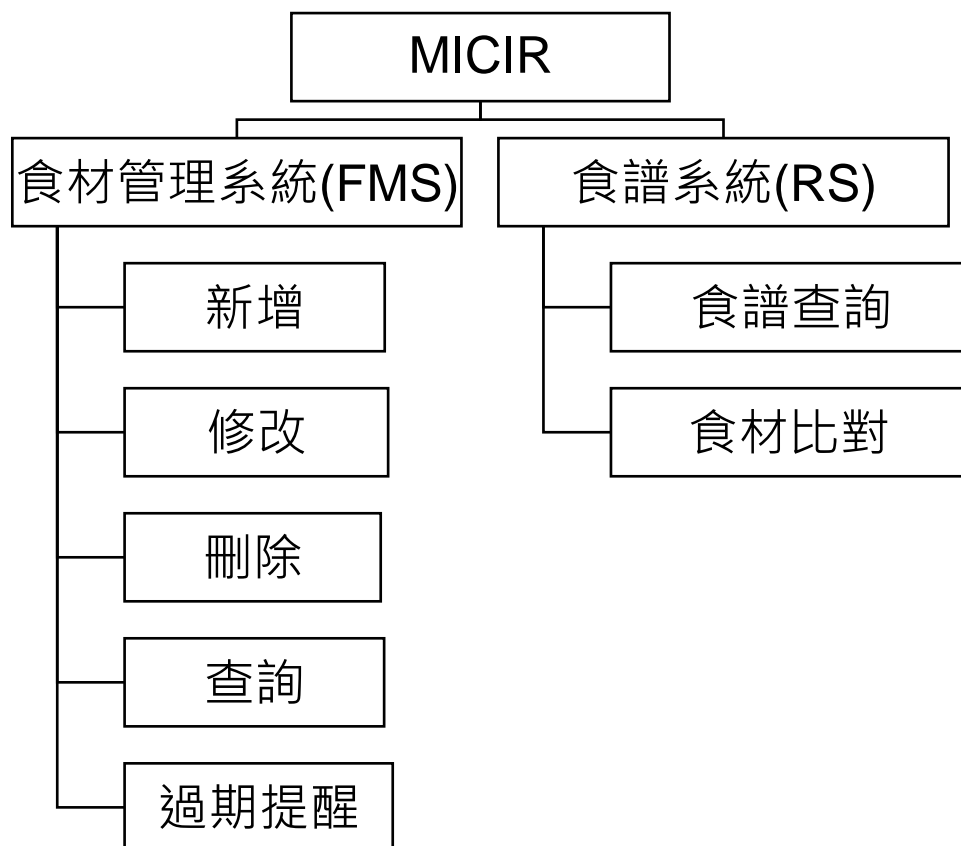 MICIR
食材管理系統(FMS)
食譜系統(RS)
新增
食譜查詢
修改
食材比對
刪除
查詢
過期提醒